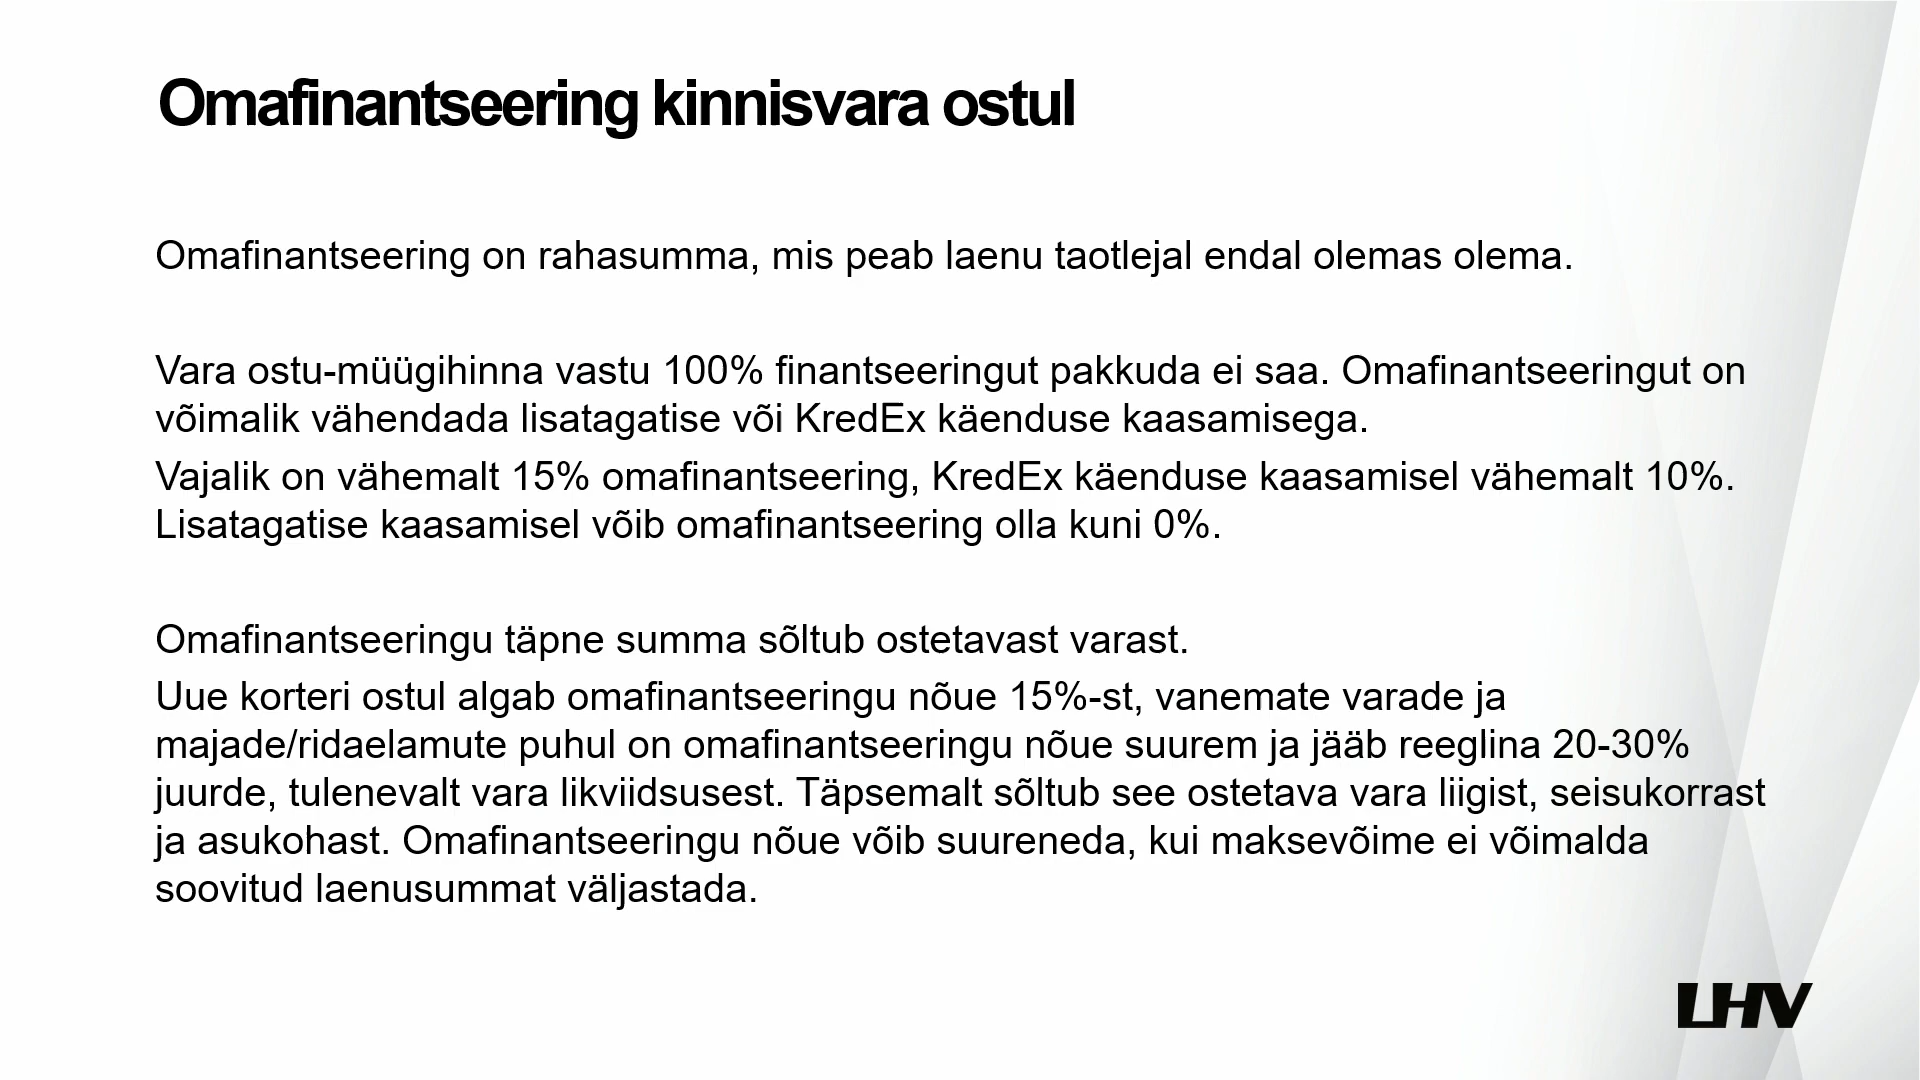 Omafinantseering kinnisvara ostul
Omafinantseering on rahasumma, mis peab laenu taotlejal endal olemas olema.
Vara ostu-müügihinna vastu 100% finantseeringut pakkuda ei saa. Omafinantseeringut on
võimalik vähendada lisatagatise või KredEx käenduse kaasamisega.
Vajalik on vähemalt 15% omafinantseering, KredEx käenduse kaasamisel vähemalt 10%.
Lisatagatise kaasamisel võib omafinantseering olla kuni 0%.
Omafinantseeringu täpne summa sõltub ostetavast varast.
Uue korteri ostul algab omafinantseeringu nõue 15%-st, vanemate varade ja
majade/ridaelamute puhul on omafinantseeringu nõue suurem ja jääb reeglina 20-30%
juurde, tulenevalt vara likviidsusest. Täpsemalt sõltub see ostetava vara liigist, seisukorrast
ja asukohast. Omafinantseeringu nõue võib suureneda, kui maksevõime ei võimalda
soovitud laenusummat väljastada.
LHV